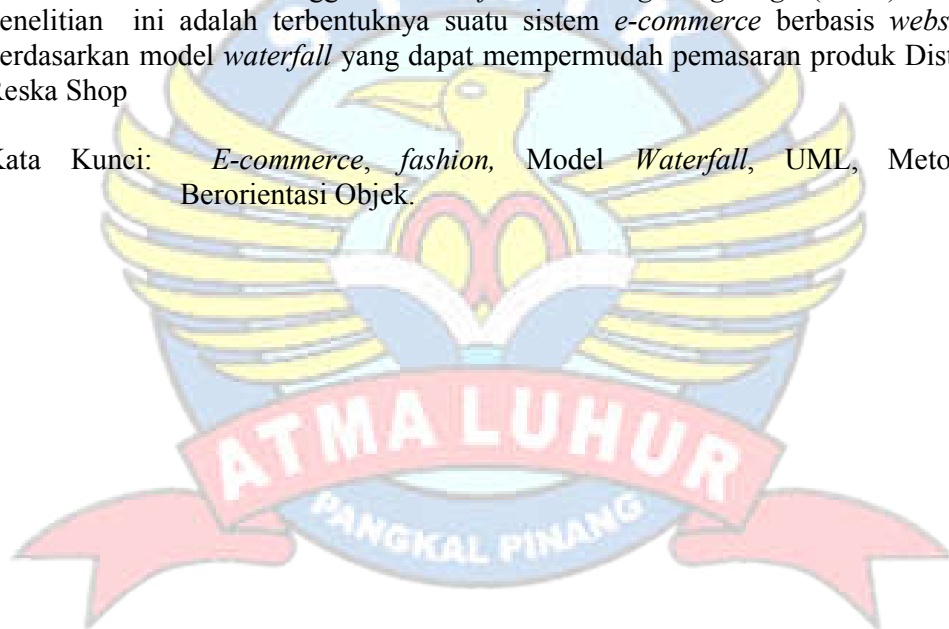 enelitian ini adalah terbentuknya suatu sistem e-commerce berbasis webs
erdasarkan model waterfall yang dapat mempermudah pemasaran produk Dist
Reska Shop
Kata Kunci: E-commerce, fashion, Model Waterfall, UML, Meto
Berorientasi Objek.
ATMA LUHUR
PANGKAL PINANG